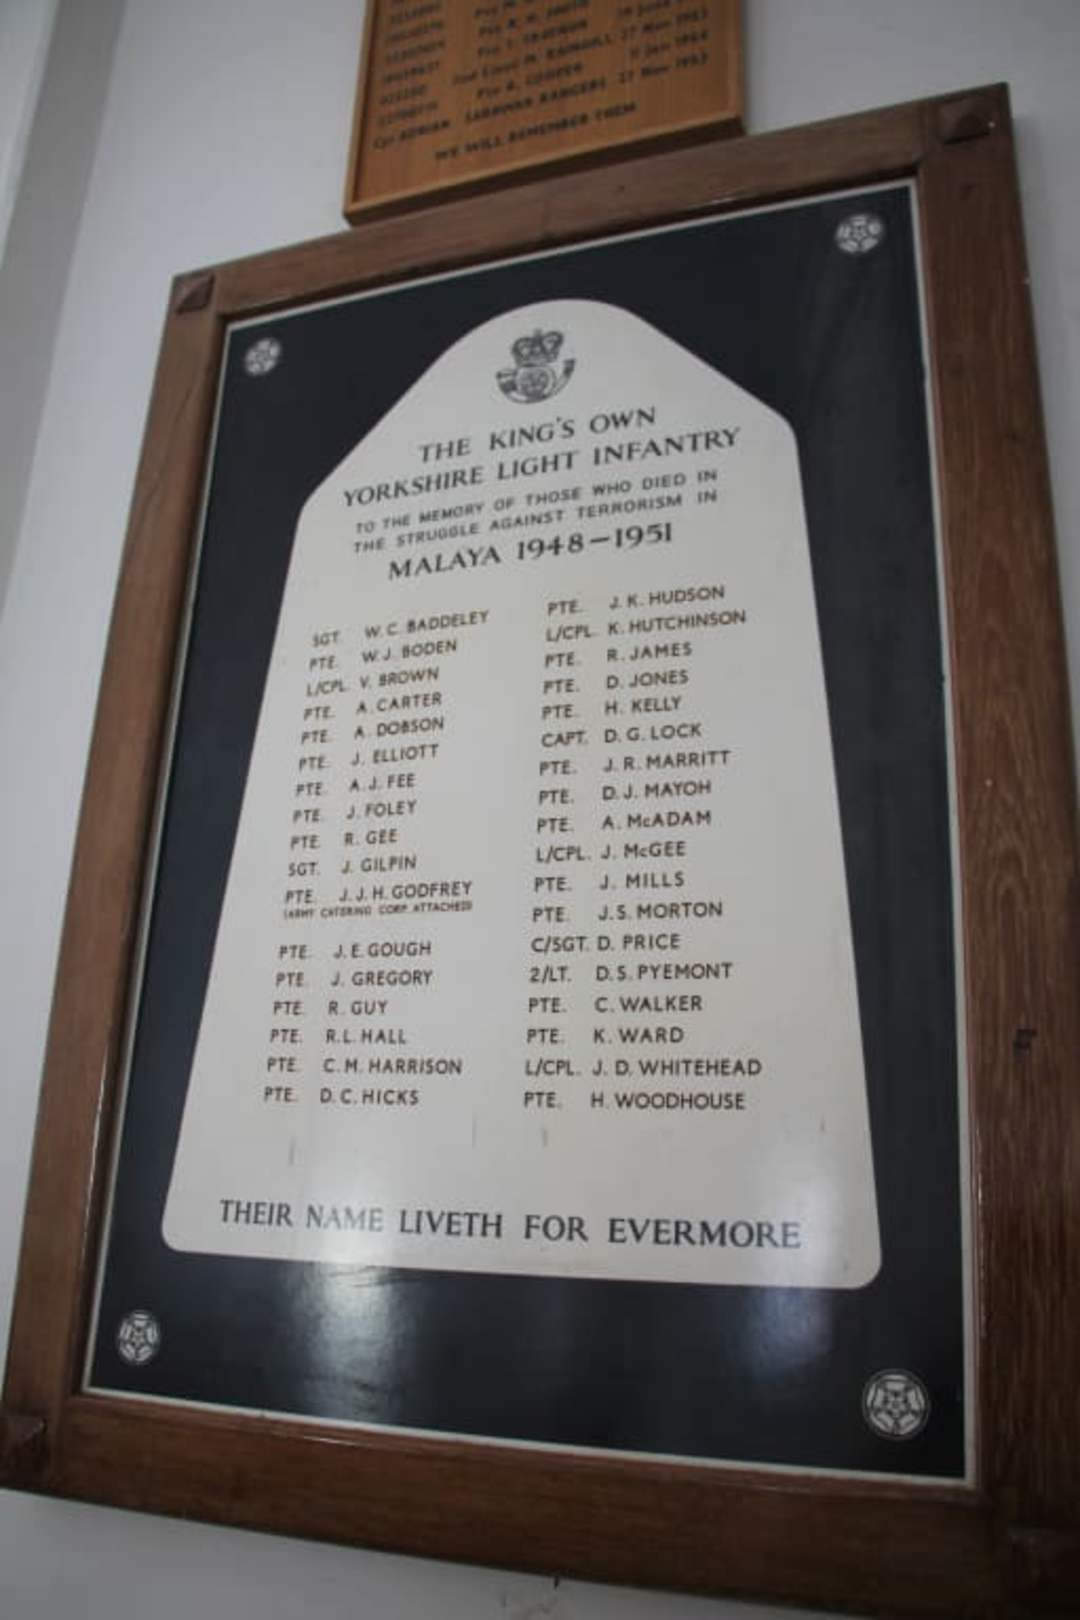 27 Nov 1953
WE WILL REMEMBER THEM
THE KING'S OWN
YORKSHIRE LIGHT INFANTRY
TO THE MEMORY OF THOSE WHO DIED IN
THE STRUGGLE AGAINST TERRORISM IN
MALAYA 1948-1951
SGT. W. C. BADDELEY
PTE. W. J. BODEN
L/CPL. V. BROWN
PTE. A. CARTER
PTE. A. DOBSON
PTE. J. ELLIOTT
PTE. A. J. FEE
PTE. J. FOLEY
PTE. R. GEE
SGT. J. GILPIN
PTE. J. J. H. GODFREY
(ARMY CATERING CORP. ATTACHED)
PTE. J. E. GOUGH
PTE. J. GREGORY
PTE. R. GUY
PTE. R. L. HALL
PTE. C. M. HARRISON
PTE. D. C. HICKS
PTE. J. K. HUDSON
L/CPL. K. HUTCHINSON
PTE. R. JAMES
PTE. D. JONES
PTE. H. KELLY
CAPT. D. G. LOCK
PTE. J. R. MARRITT
PTE. D. J. MAYOH
PTE. A. McADAM
L/CPL. J. McGEE
PTE. J. MILLS
PTE. J. S. MORTON
C/SGT. D. PRICE
2/LT. D. S. PYEMONT
PTE. C. WALKER
PTE. K. WARD
L/CPL. J. D. WHITEHEAD
PTE. H. WOODHOUSE
THEIR NAME LIVETH FOR EVERMORE